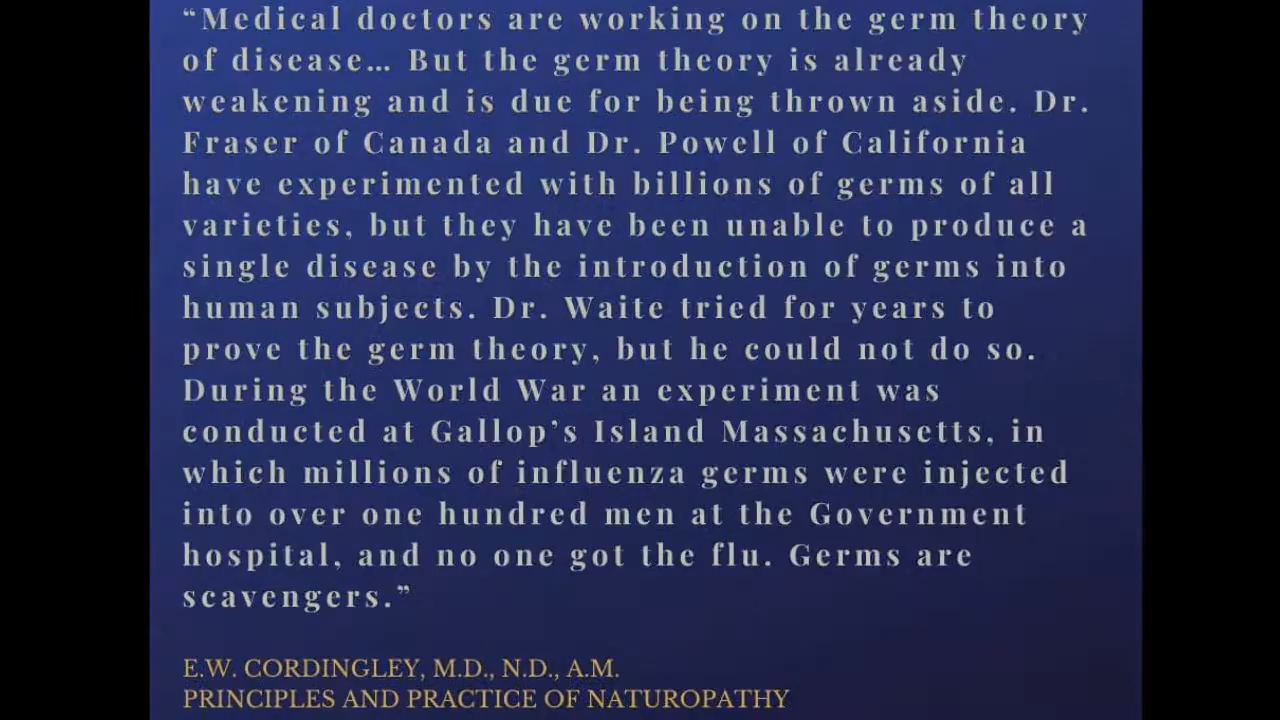 “Medical doctors are working on the germ theory
of disease… But the germ theory is already
weakening and is due for being thrown aside. Dr.
Fraser of Canada and Dr. Powell of California
have experimented with billions of germs of all
varieties, but they have been unable to produce a
single disease by the introduction of germs into
human subjects. Dr. Waite tried for years to
prove the germ theory, but he could not do so.
During the World War an experiment was
conducted at Gallop’s Island Massachusetts, in
which millions of influenza germs were injected
into over one hundred men at the Government
hospital, and no one got the flu. Germs are
scavengers.”
E.W. CORDINGLEY, M.D., N.D., A.M.
PRINCIPLES AND PRACTICE OF NATUROPATHY